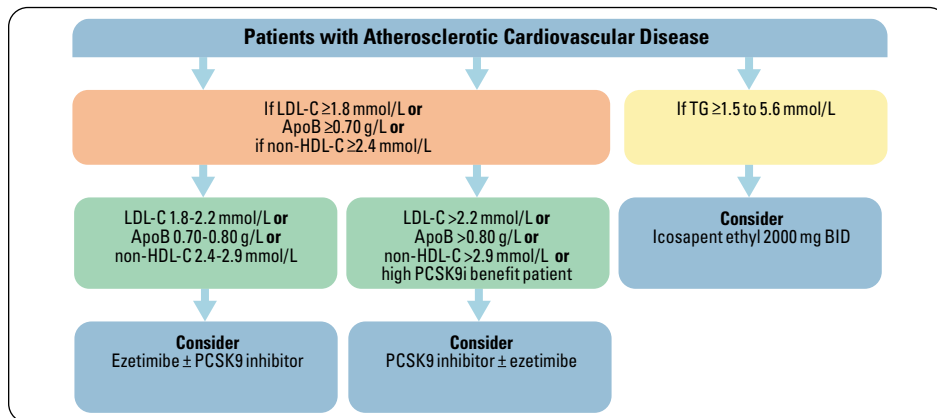 Patients with Atherosclerotic Cardiovascular Disease
If LDL-C ≥1.8 mmol/L or
ApoB ≥0.70 g/L or
if non-HDL-C ≥2.4 mmol/L
If TG ≥1.5 to 5.6 mmol/L
LDL-C 1.8-2.2 mmol/L or
ApoB 0.70-0.80 g/L or
non-HDL-C 2.4-2.9 mmol/L
LDL-C >2.2 mmol/L or
ApoB >0.80 g/L or
non-HDL-C >2.9 mmol/L or
high PCSK9i benefit patient
Consider
Icosapent ethyl 2000 mg BID
Consider
Ezetimibe ± PCSK9 inhibitor
Consider
PCSK9 inhibitor ± ezetimibe